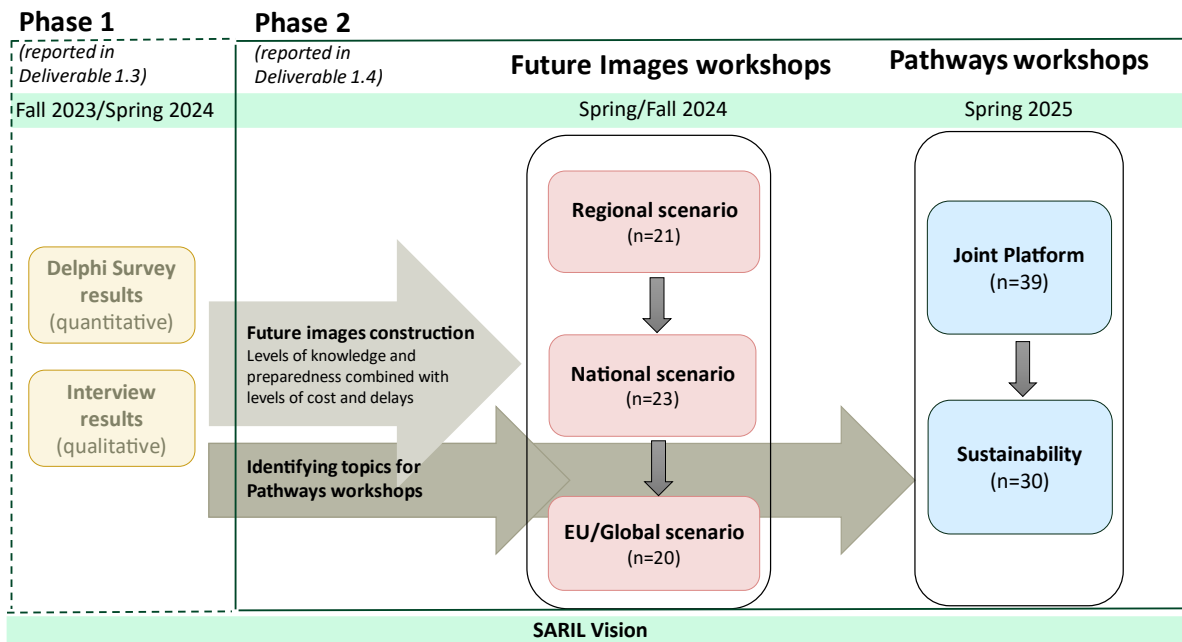 Phase 1
(reported in
Deliverable 1.3)
Fall 2023/Spring 2024
Delphi Survey
results
(quantitative)
Interview
results
(qualitative)
Phase 2
(reported in
Deliverable 1.4)
Future images construction
Levels of knowledge and
preparedness combined with
levels of cost and delays
Identifying topics for
Pathways workshops
Future Images workshops
Spring/Fall 2024
Regional scenario
(n=21)
National scenario
(n=23)
EU/Global scenario
(n=20)
Pathways workshops
Spring 2025
Joint Platform
(n=39)
Sustainability
(n=30)
SARIL Vision